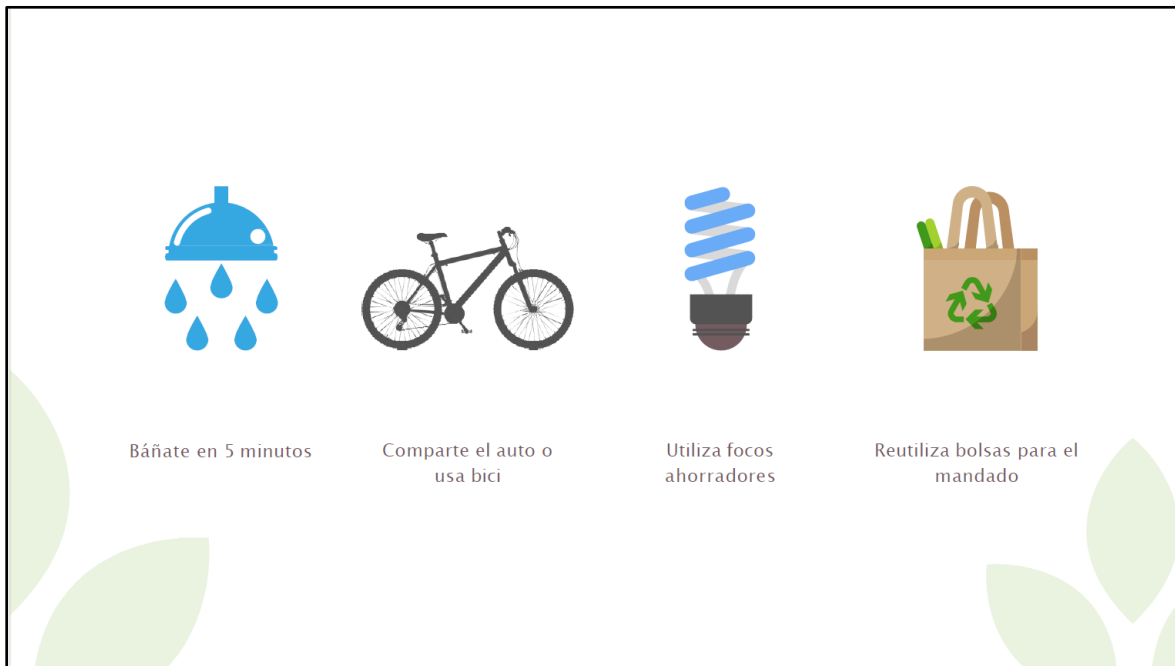 Báñate en 5 minutos
Comparte el auto o
usa bici
Utiliza focos
ahorradores
Reutiliza bolsas para el
mandado